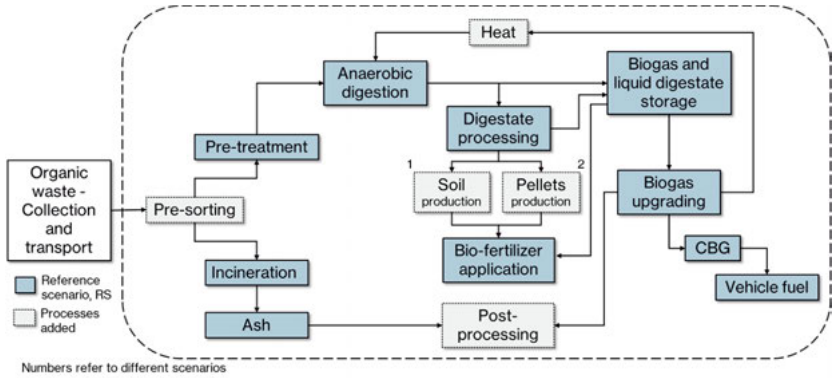 Heat
Anaerobic
digestion
Biogas and
liquid digestate
storage
Digestate
processing
Pre-treatment
1
2
Organic
waste -
Collection
and
transport
Pre-sorting
Soil
production
Pellets
production
Biogas
upgrading
Bio-fertilizer
application
CBG
Incineration
Vehicle fuel
Reference
scenario, RS
Processes
added
Ash
Post-
processing
Numbers refer to different scenarios